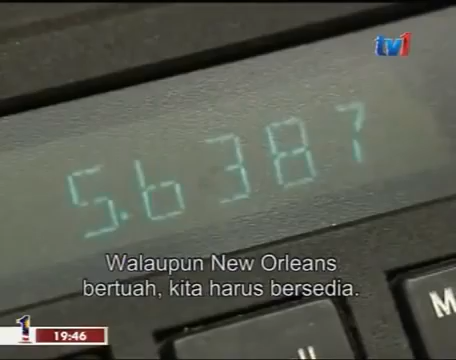 tv1
5.6387
Walaupun New Orleans
bertuah, kita harus bersedia.
M
1 19:46